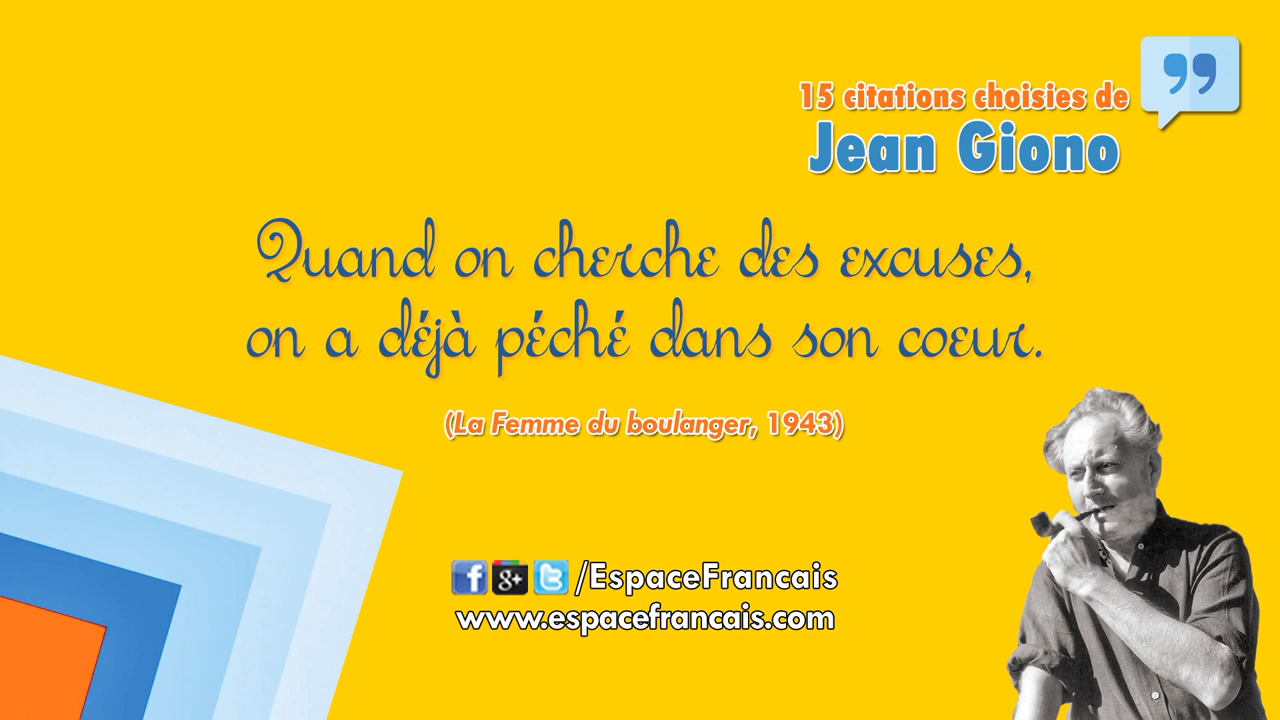 15 citations choisies de
Jean Giono
Quand on cherche des excuses,
on a déjà péché dans son coeur.
(La Femme du boulanger, 1943)
/EspaceFrancais
www.espacefrancais.com